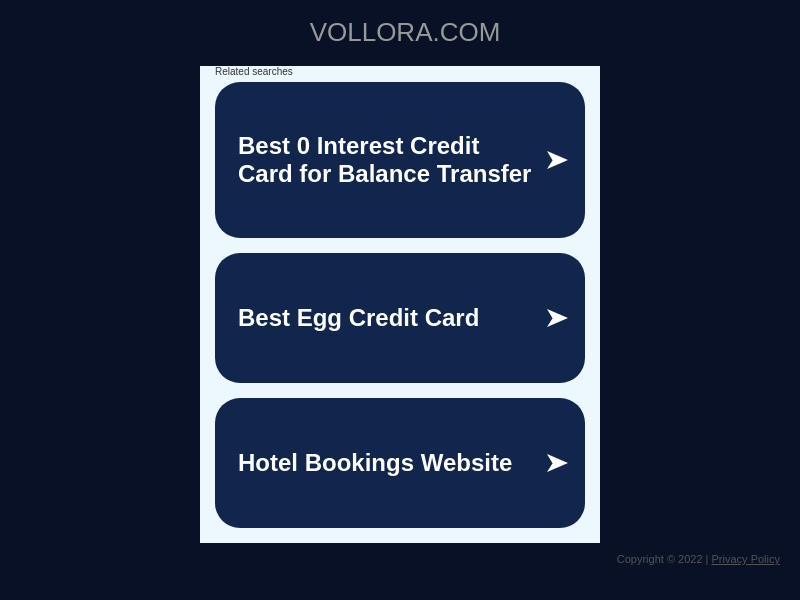 VOLLORA.COM
Related searches
Best 0 Interest Credit
Card for Balance Transfer
Best Egg Credit Card
Hotel Bookings Website
Copyright © 2022 | Privacy Policy